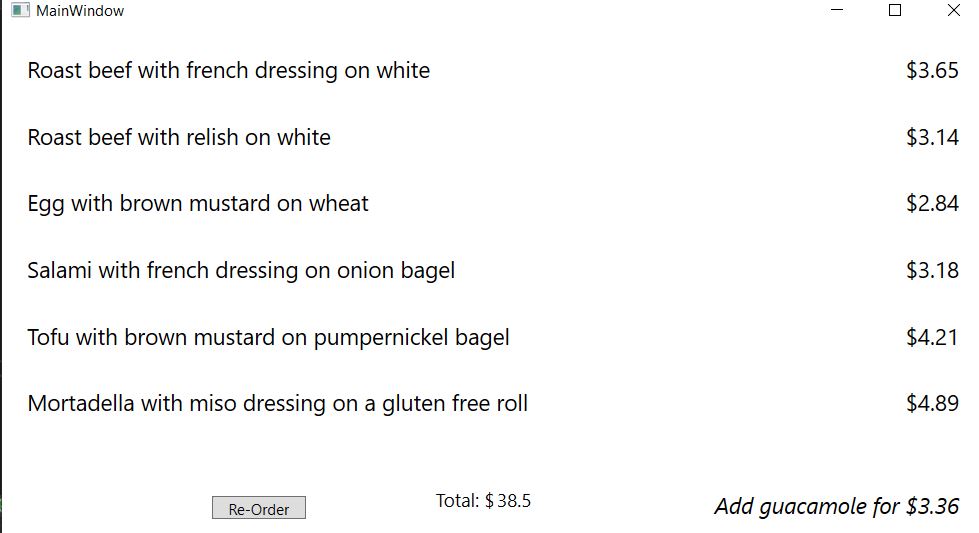 MainWindow
Roast beef with french dressing on white $3.65
Roast beef with relish on white $3.14
Egg with brown mustard on wheat $2.84
Salami with french dressing on onion bagel $3.18
Tofu with brown mustard on pumpernickel bagel $4.21
Mortadella with miso dressing on a gluten free roll $4.89
Re-Order Total: $ 38.5 Add guacamole for $3.36